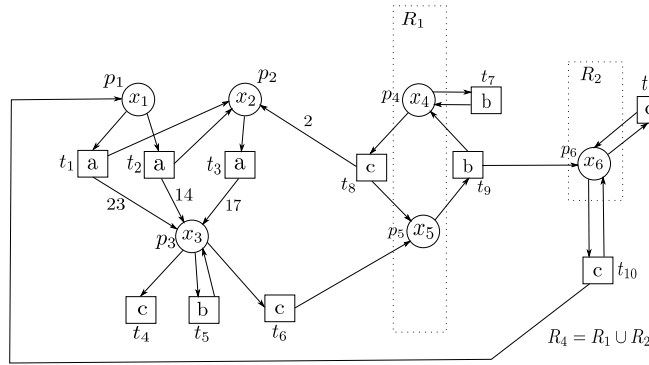 R₁
p₁ p₂ t₇ R₂ t
x₁ x₂ p₄ x₄ b
2
t₁ a t₂ a t₃ a c b p₆ x₆
23 14 17 t₈ t₉
p₃ x₃ p₅ x₅
c t₁₀
c b c
t₄ t₅ t₆
R₄ = R₁ ∪ R₂